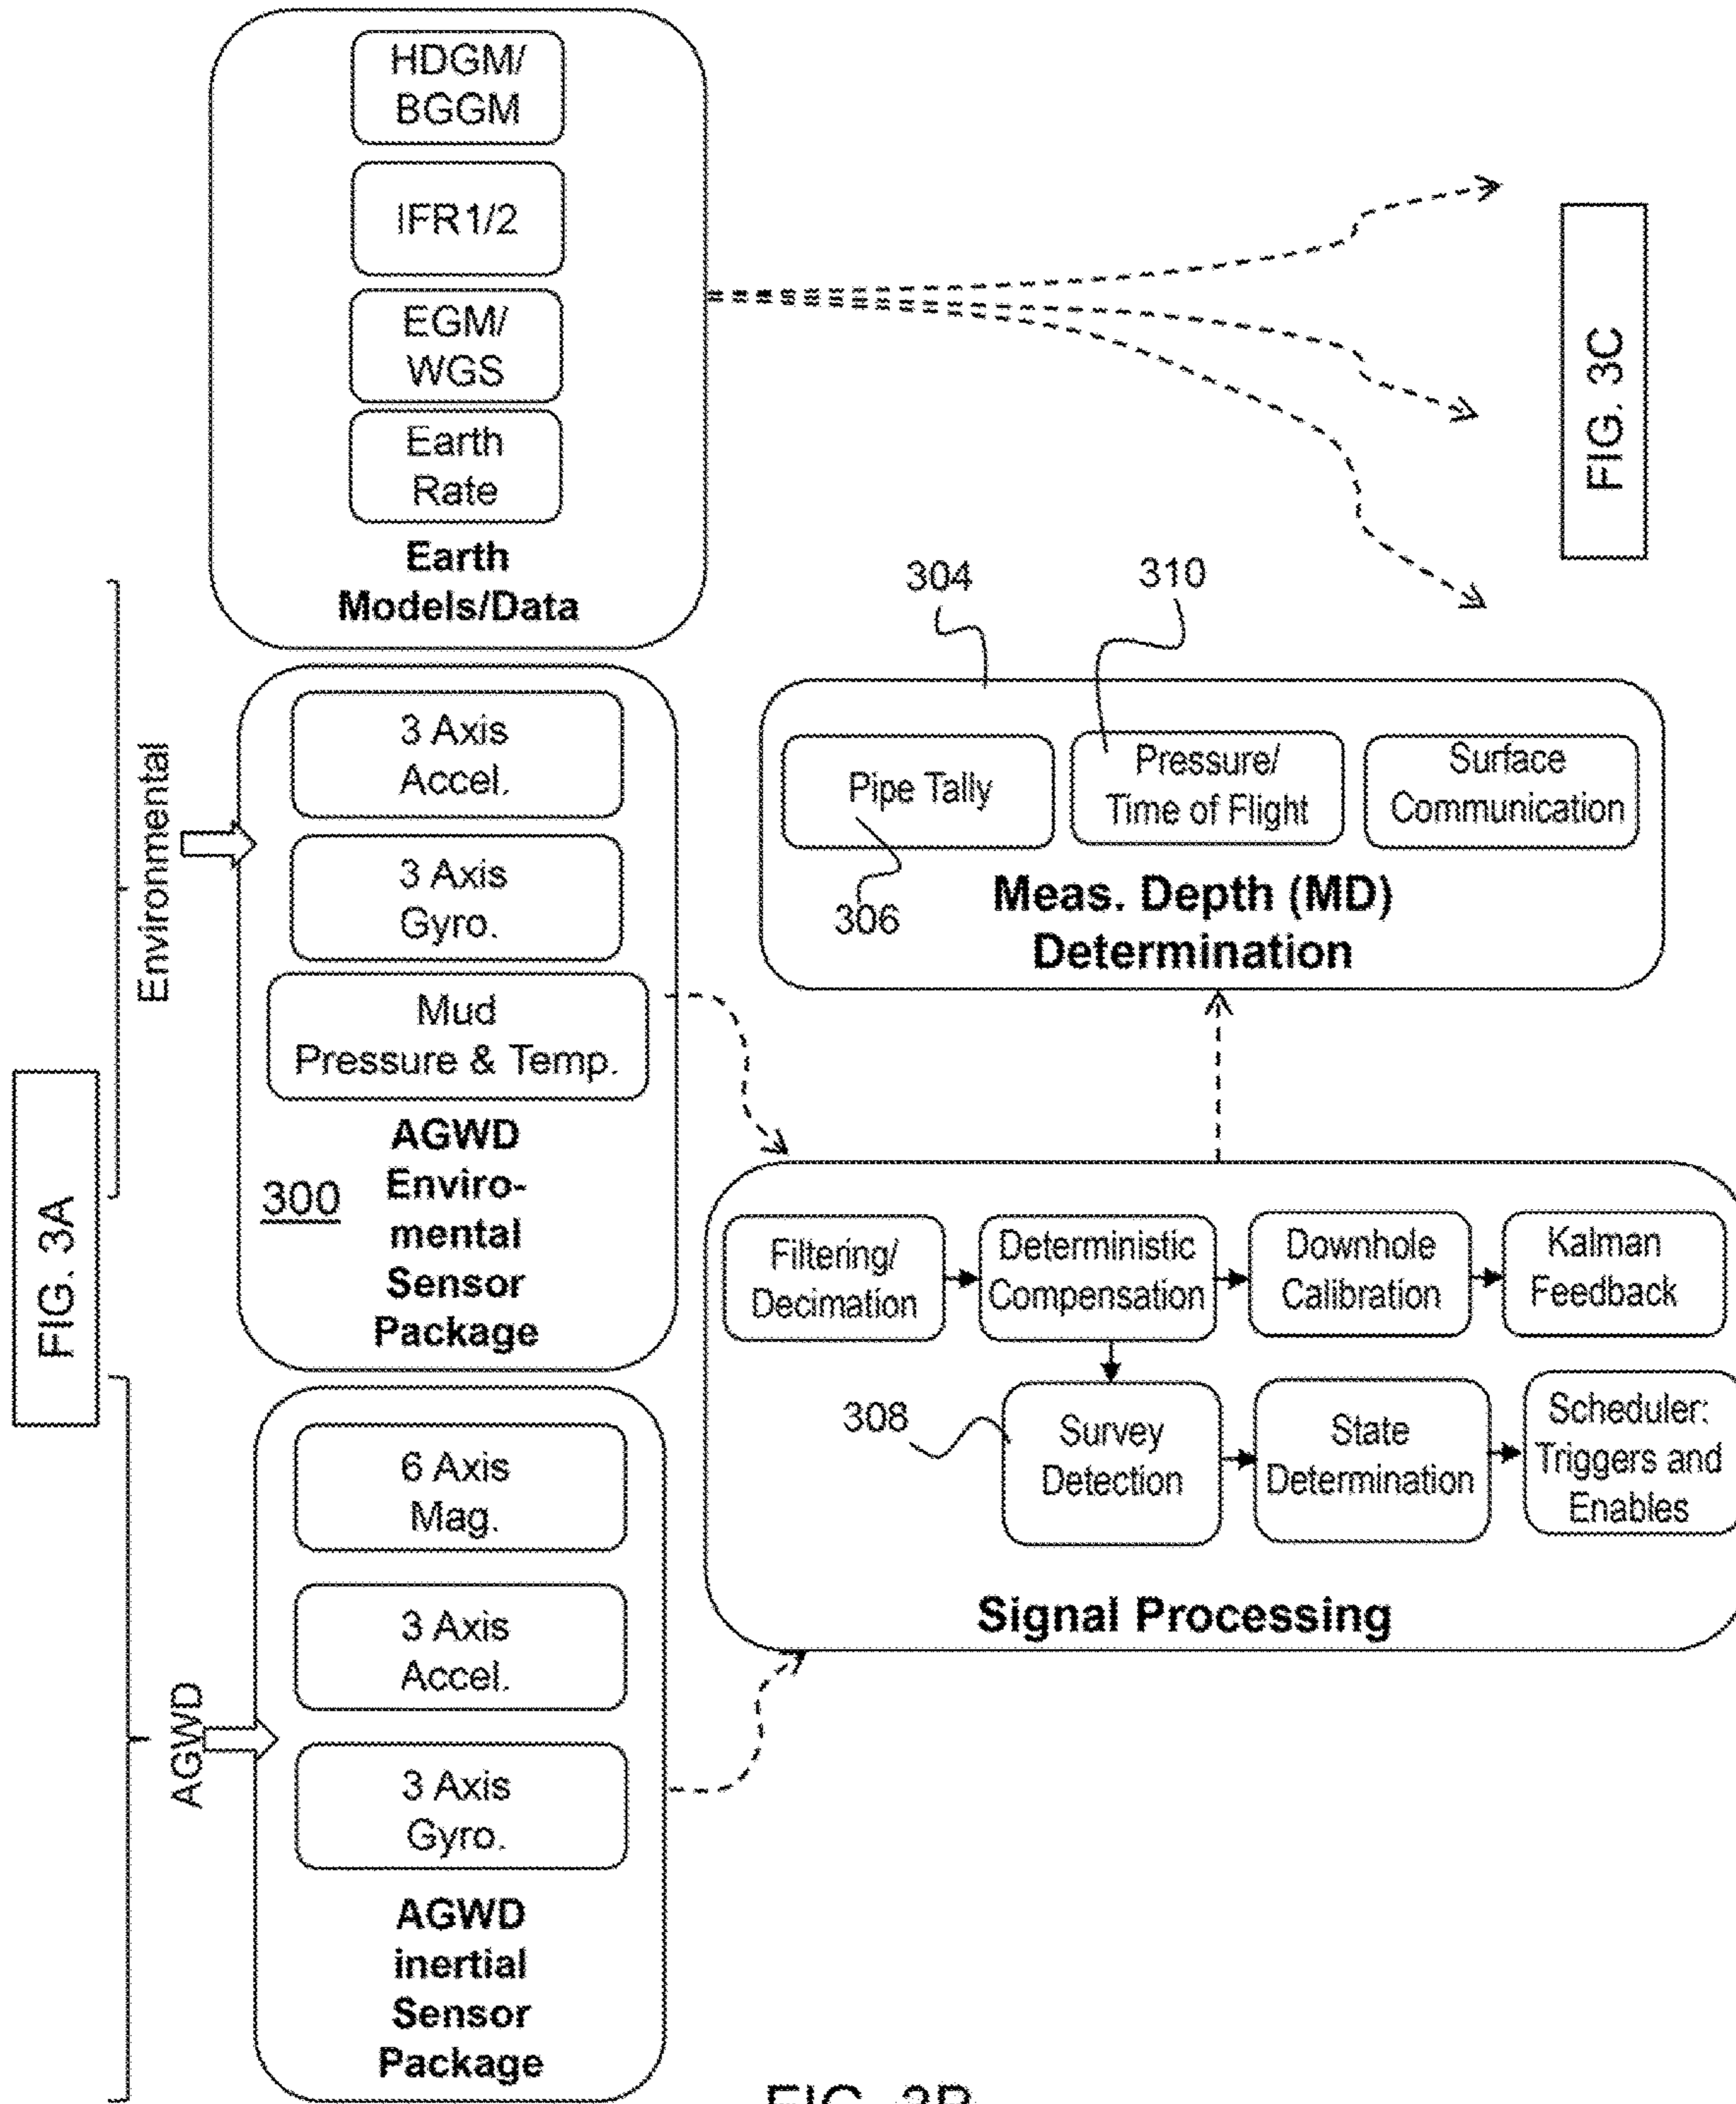 HDGM/
BGGM
IFR1/2
EGM/
WGS
Earth
Rate
Earth
Models/Data
FIG. 3C
304
310
Pipe Tally
Pressure/
Time of Flight
Surface
Communication
306
Meas. Depth (MD)
Determination
Environmental
3 Axis
Accel.
3 Axis
Gyro.
Mud
Pressure & Temp.
300
AGWD
Enviro-
mental
Sensor
Package
FIG. 3A
Filtering/
Decimation
Deterministic
Compensation
Downhole
Calibration
Kalman
Feedback
308
Survey
Detection
State
Determination
Scheduler:
Triggers and
Enables
Signal Processing
AGWD
6 Axis
Mag.
3 Axis
Accel.
3 Axis
Gyro.
AGWD
inertial
Sensor
Package
FIG. 3B